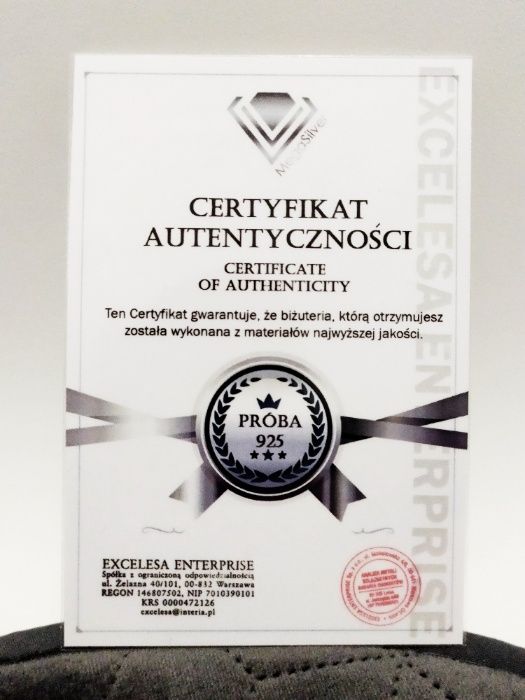 MegaSilver
CERTYFIKAT
AUTENTYCZNOŚCI
CERTIFICATE
OF AUTHENTICITY
Ten Certyfikat gwarantuje, że biżuteria, którą otrzymujesz
została wykonana z materiałów najwyższej jakości.
PRÓBA
925
EXCELESA ENTERPRISE
Spółka z ograniczoną odpowiedzialnością
ul. Żelazna 40/101, 00-832 Warszawa
REGON 146807502, NIP 7010390101
KRS 0000472126
excelesa@interia.pl
EXCELESA ENTERPRISE